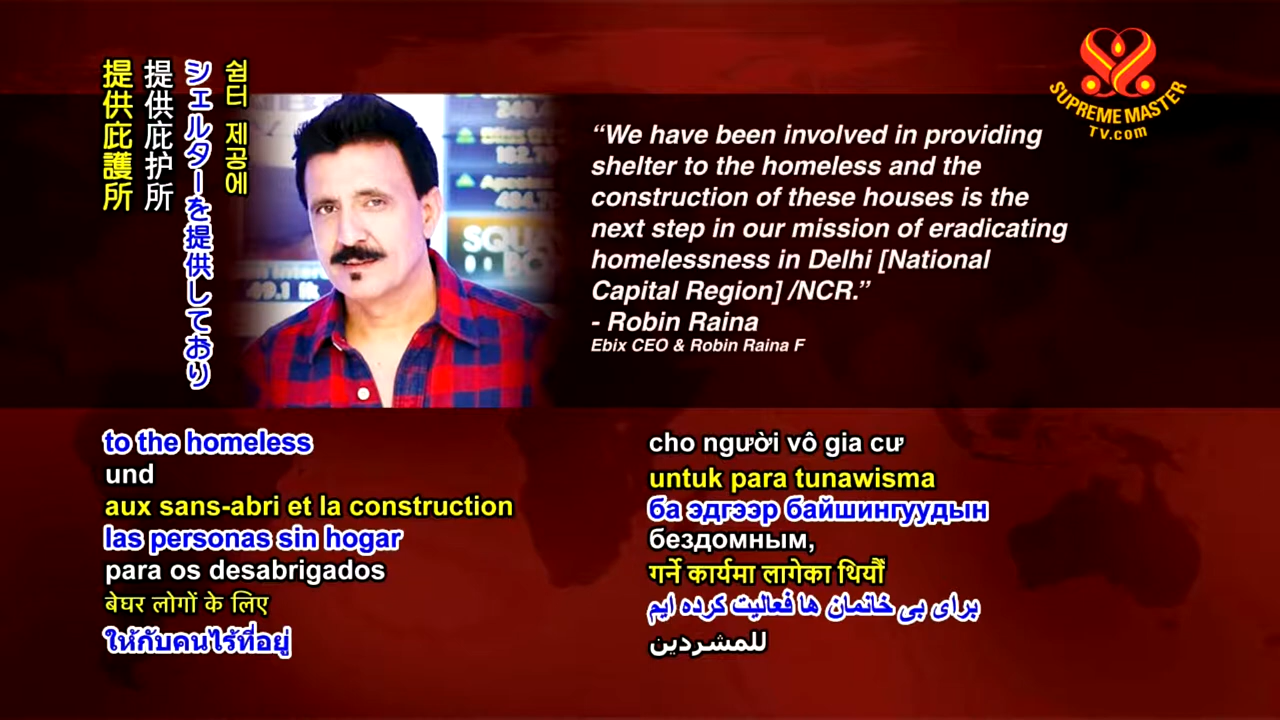 提供庇護所
提供庇护所
シェルターを提供しており
쉼터 제공에
SUPREME MASTER
TV.com
“We have been involved in providing
shelter to the homeless and the
construction of these houses is the
next step in our mission of eradicating
homelessness in Delhi [National
Capital Region] /NCR.”
- Robin Raina
Ebix CEO & Robin Raina F
to the homeless
und
aux sans-abri et la construction
las personas sin hogar
para os desabrigados
बेघर लोगों के लिए
ให้กับคนไร้ที่อยู่
cho người vô gia cư
untuk para tunawisma
ба эдгээр байшингуудын
бездомным,
गर्ने कार्यमा लागेका थियौँ
برای بی خانمان ها فعالیت کرده ایم
للمشردين